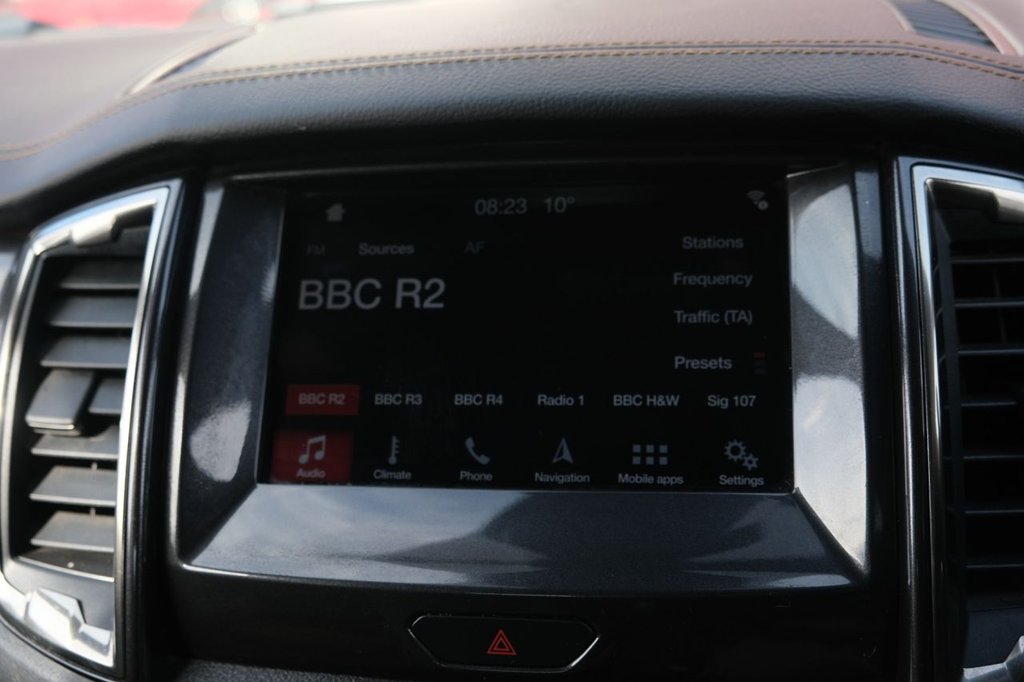 08:23 10°
FM Sources AF Stations
Frequency
BBC R2
Traffic (TA)
Presets
BBC R2 BBC R3 BBC R4 Radio 1 BBC H&W Sig 107
Audio Climate Phone Navigation Mobile apps Settings